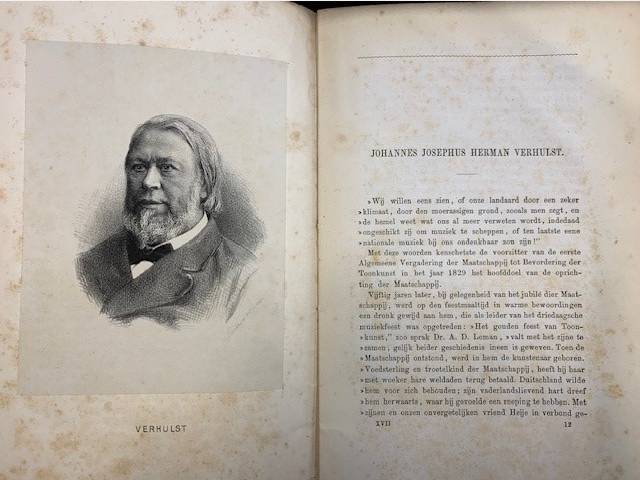 VERHULST
JOHANNES JOSEPHUS HERMAN VERHULST.
»Wij willen eens zien, of onze landaard door een zeker
»klimaat, door den moerassigen grond, zooals men zegt, en
»de hemel weet wat ons al meer verweten wordt, indedaad
»ongeschikt zij om muziek te scheppen, of ten laatste eene
»nationale muziek bij ons ondenkbaar zou zijn!"
Met deze woorden kenschetste de voorzitter van de eerste
Algemeene Vergadering der Maatschappij tot Bevordering der
Toonkunst in het jaar 1829 het hoofddoel van de oprich-
ting der Maatschappij.
Vijftig jaren later, bij gelegenheid van het jubilé dier Maat-
schappij, werd op den feestmaaltijd in warme bewoordingen
een dronk gewijd aan hem, die als leider van het driedaagsche
muziekfeest was opgetreden: »Het gouden feest van Toon-
»kunst," zoo sprak Dr. A. D. Leman, »valt met het zijne te
»zamen, gelijk beider geschiedenis ineen is geweven. Toen de
»Maatschappij ontstond, werd in hem de kunstenaar geboren.
»Voedsterling en troetelkind der Maatschappij, heeft hij haar
»met woeker hare weldaden terug betaald. Duitschland wilde
»hem voor zich behouden; zijn vaderlandslievend hart dreef
»hem herwaarts, waar hij gevoelde een roeping te hebben. Met
»zijnen en onzen onvergetelijken vriend Heije in verbond ge-
XVII 12